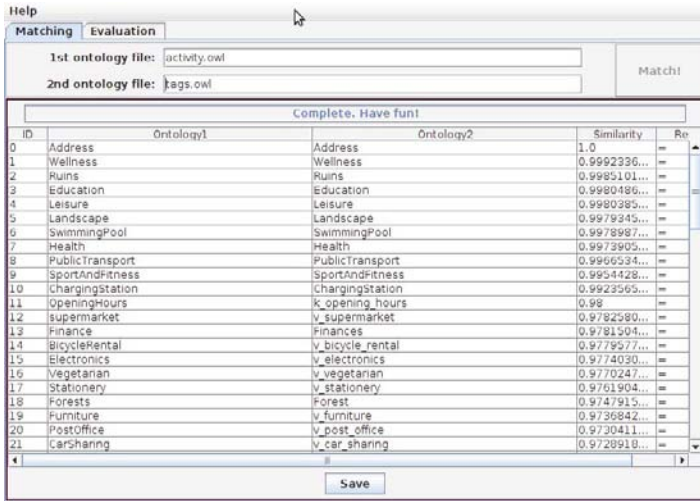 Help
Matching Evaluation
1st ontology file: activity.owl
Match!
2nd ontology file: tags.owl
Complete. Have fun!
ID Ontology1 Ontology2 Similarity Re
0 Address Address 1.0 =
1 Wellness Wellness 0.9992336... =
2 Ruins Ruins 0.9985101... =
3 Education Education 0.9980486... =
4 Leisure Leisure 0.9980385... =
5 Landscape Landscape 0.9979345... =
6 SwimmingPool SwimmingPool 0.9978987... =
7 Health Health 0.9973905... =
8 PublicTransport PublicTransport 0.9966534... =
9 SportAndFitness SportAndFitness 0.9954428... =
10 ChargingStation ChargingStation 0.9923565... =
11 OpeningHours k_opening_hours 0.98 =
12 supermarket v_supermarket 0.9782580... =
13 Finance Finances 0.9781504... =
14 BicycleRental v_bicycle_rental 0.9779577... =
15 Electronics v_electronics 0.9774030... =
16 Vegetarian v_vegetarian 0.9770247... =
17 Stationery v_stationery 0.9761904... =
18 Forests Forest 0.9747915... =
19 Furniture v_furniture 0.9736842... =
20 PostOffice v_post_office 0.9730411... =
21 CarSharing v_car_sharing 0.9728918... =
Save